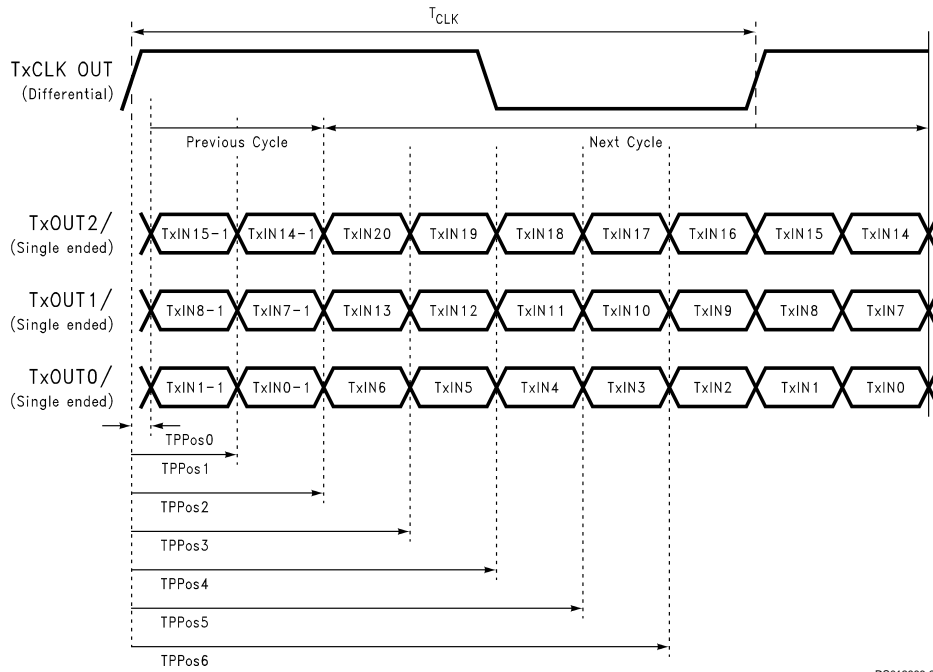 TCLK
TxCLK OUT
(Differential)
Previous Cycle
Next Cycle
TxOUT2/
(Single ended)
TxIN15-1 TxIN14-1 TxIN20 TxIN19 TxIN18 TxIN17 TxIN16 TxIN15 TxIN14
TxOUT1/
(Single ended)
TxIN8-1 TxIN7-1 TxIN13 TxIN12 TxIN11 TxIN10 TxIN9 TxIN8 TxIN7
TxOUT0/
(Single ended)
TxIN1-1 TxIN0-1 TxIN6 TxIN5 TxIN4 TxIN3 TxIN2 TxIN1 TxIN0
TPPos0
TPPos1
TPPos2
TPPos3
TPPos4
TPPos5
TPPos6